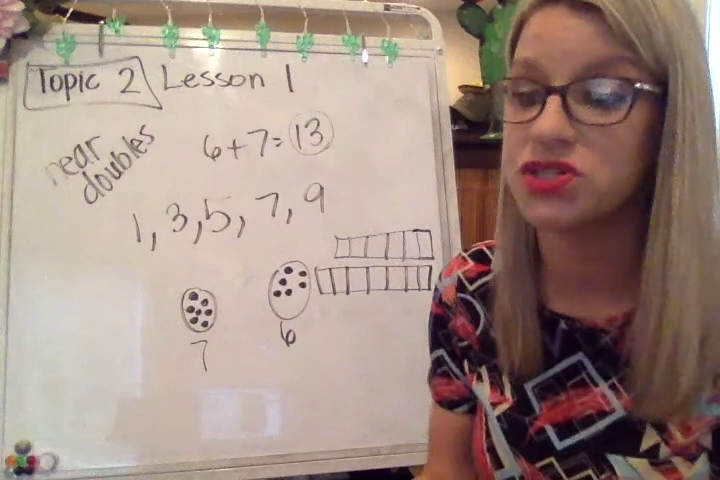 Topic 2 Lesson 1
near
doubles
6+7=13
1, 3, 5, 7, 9
7
6